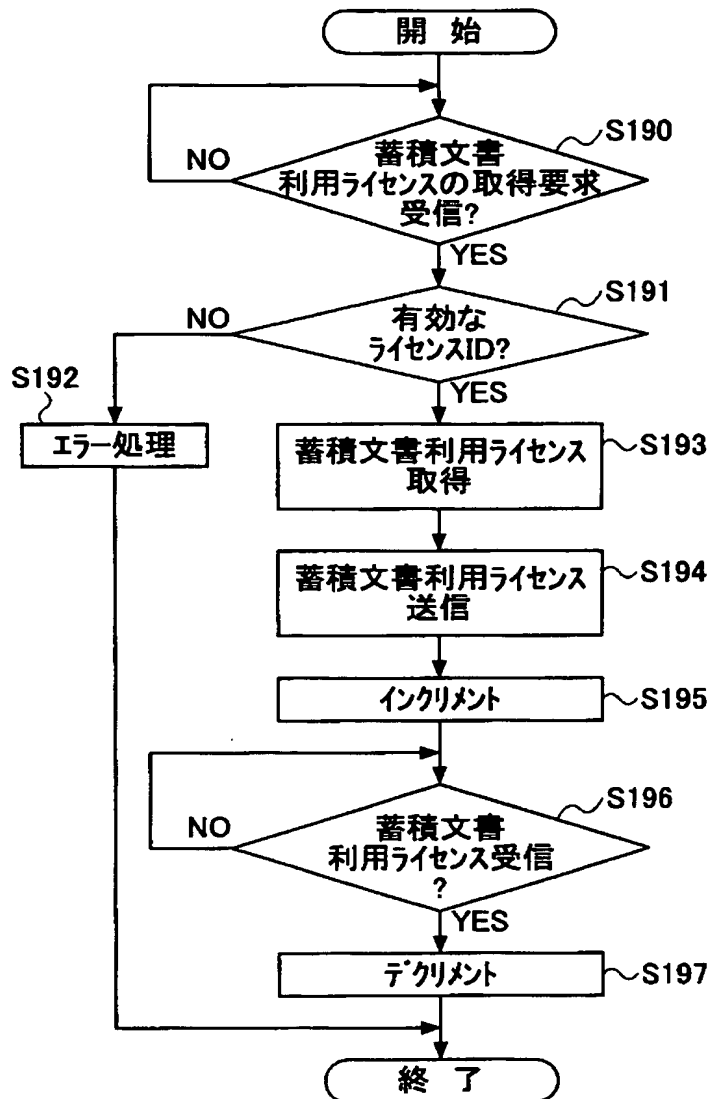 開 始
S190
蓄積文書
利用ライセンスの取得要求
受信?
NO
YES
S191
有効な
ライセンスID?
NO
YES
S192
エラー処理
S193
蓄積文書利用ライセンス
取得
S194
蓄積文書利用ライセンス
送信
インクリメント
S195
S196
蓄積文書
利用ライセンス受信
?
NO
YES
デクリメント
S197
終 了